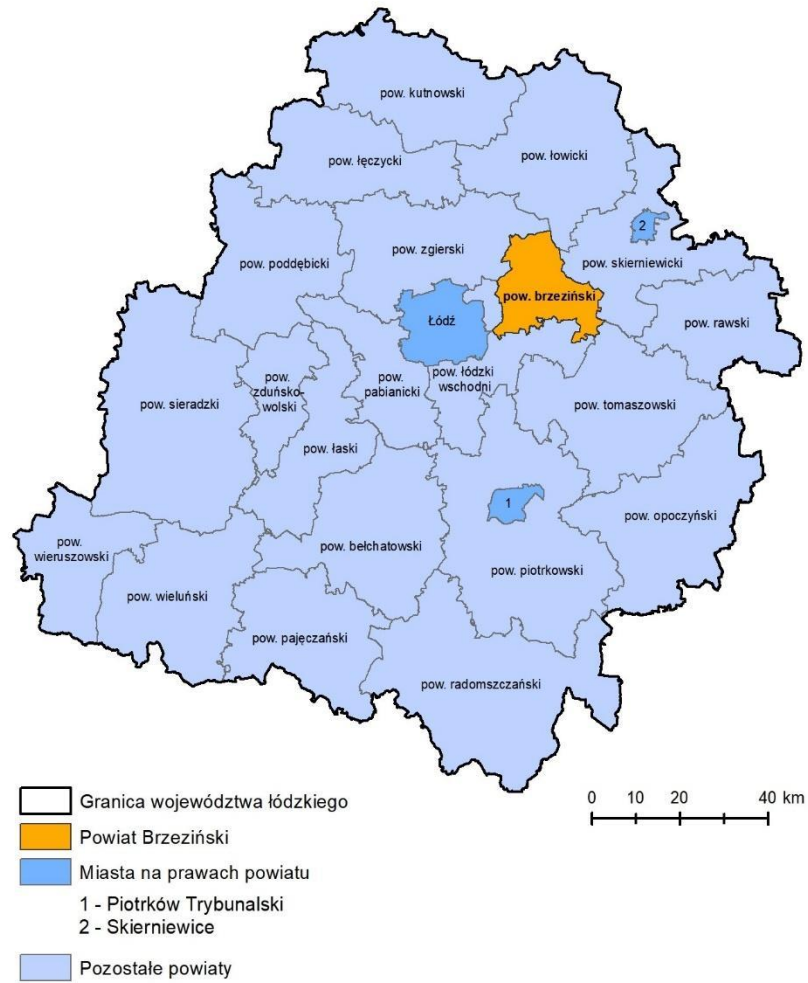 pow. kutnowski
pow. łęczycki
pow. łowicki
2
pow. zgierski
pow. poddębicki
pow. skierniewicki
pow. brzeziński
Łódź
pow. rawski
pow. łódzki
wschodni
pow.
pabianicki
pow.
zduńsko-
wolski
pow. sieradzki
pow. tomaszowski
pow. łaski
1
pow. opoczyński
pow.
wieruszowski
pow. bełchatowski
pow. piotrkowski
pow. wieluński
pow. pajęczański
pow. radomszczański
Granica województwa łódzkiego
Powiat Brzeziński
Miasta na prawach powiatu
1 - Piotrków Trybunalski
2 - Skierniewice
Pozostałe powiaty
0 10 20 40 km